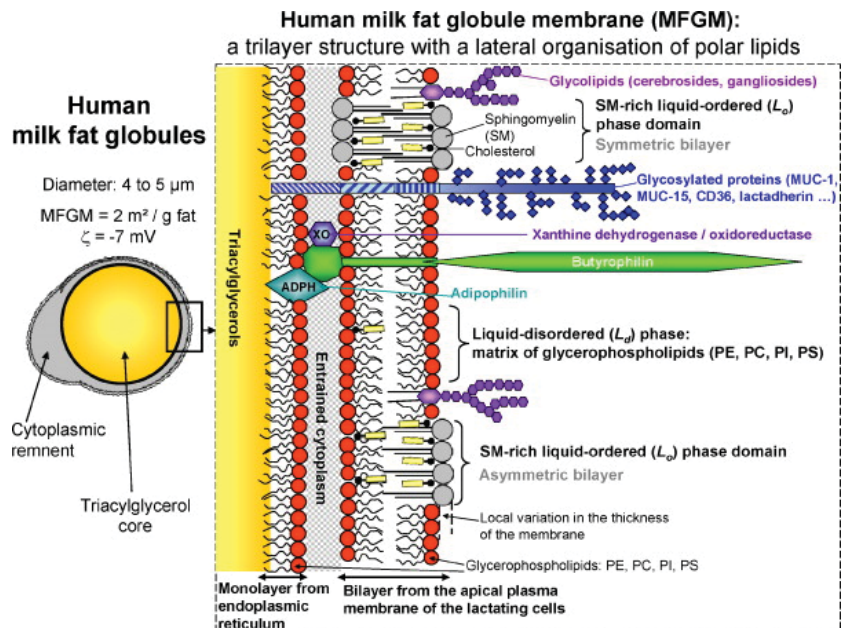 Human milk fat globule membrane (MFGM):
a trilayer structure with a lateral organisation of polar lipids
Human
milk fat globules
Diameter: 4 to 5 µm
MFGM = 2 m² / g fat
ζ = -7 mV
Cytoplasmic
remnent
Triacylglycerol
core
Triacylglycerols
Entrained cytoplasm
Glycolipids (cerebrosides, gangliosides)
Sphingomyelin
(SM)
Cholesterol
SM-rich liquid-ordered (Lo)
phase domain
Symmetric bilayer
Glycosylated proteins (MUC-1,
MUC-15, CD36, lactadherin ...)
XO
Xanthine dehydrogenase / oxidoreductase
Butyrophilin
ADPH
Adipophilin
Liquid-disordered (Ld) phase:
matrix of glycerophospholipids (PE, PC, PI, PS)
SM-rich liquid-ordered (Lo) phase domain
Asymmetric bilayer
Local variation in the thickness
of the membrane
Glycerophospholipids: PE, PC, PI, PS
Monolayer from
endoplasmic
reticulum
Bilayer from the apical plasma
membrane of the lactating cells